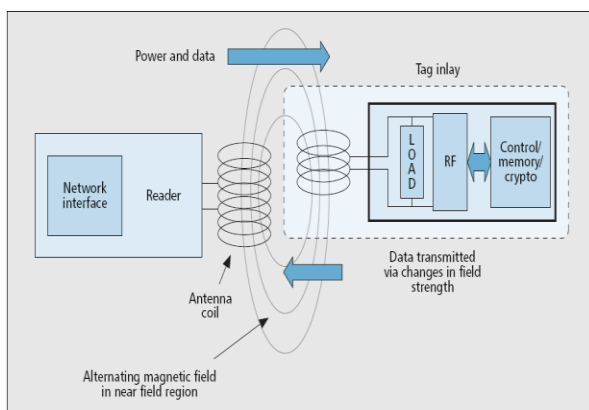 Power and data
Tag inlay
Network
interface
Reader
L
O
A
D
RF
Control/
memory/
crypto
Antenna
coil
Data transmitted
via changes in field
strength
Alternating magnetic field
in near field region